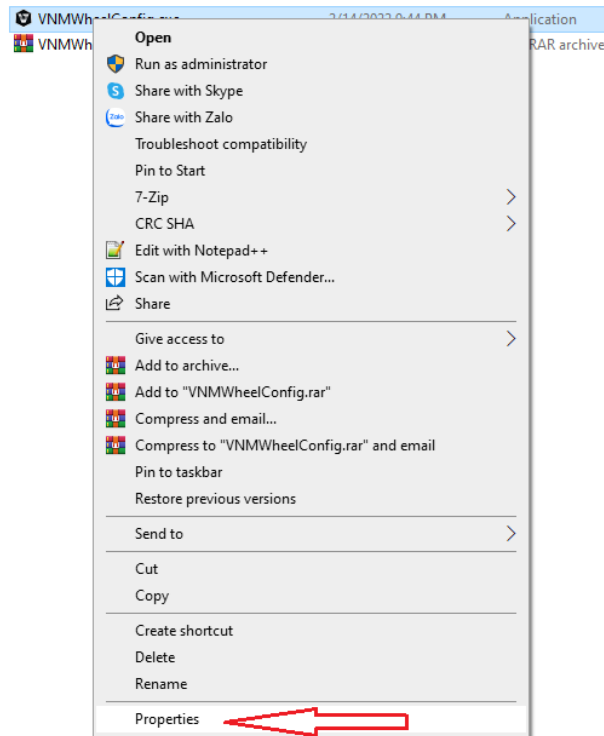 VNMWheelConfig.exe 2/14/2022 9:44 PM Application
VNMWh RAR archive
Open
Run as administrator
Share with Skype
Zalo Share with Zalo
Troubleshoot compatibility
Pin to Start
7-Zip
CRC SHA
Edit with Notepad++
Scan with Microsoft Defender...
Share
Give access to
Add to archive...
Add to "VNMWheelConfig.rar"
Compress and email...
Compress to "VNMWheelConfig.rar" and email
Pin to taskbar
Restore previous versions
Send to
Cut
Copy
Create shortcut
Delete
Rename
Properties